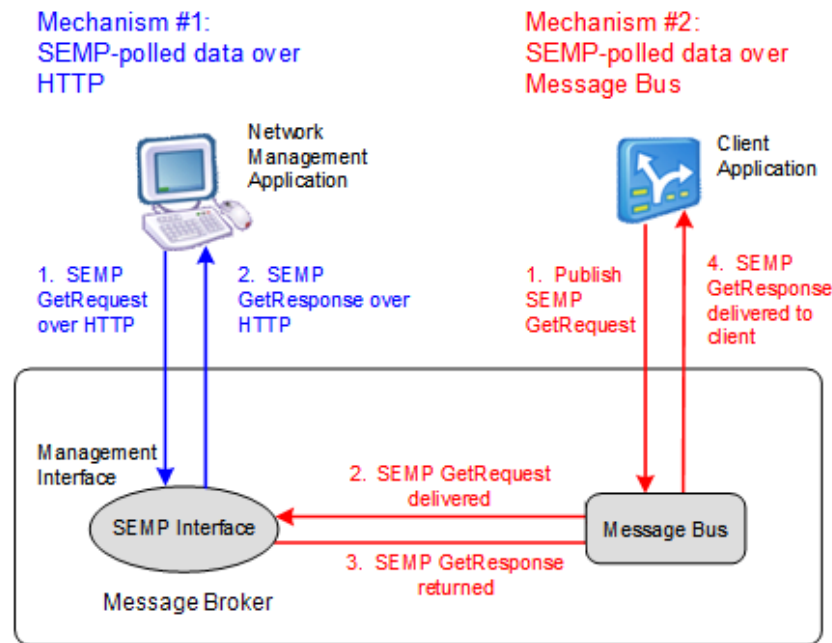 Mechanism #1:
SEMP-polled data over
HTTP
Mechanism #2:
SEMP-polled data over
Message Bus
Network
Management
Application
Client
Application
1. SEMP
GetRequest
over HTTP
2. SEMP
GetResponse over
HTTP
1. Publish
SEMP
GetRequest
4. SEMP
GetResponse
delivered to
client
Management
Interface
SEMP Interface
2. SEMP GetRequest
delivered
Message Bus
3. SEMP GetResponse
returned
Message Broker